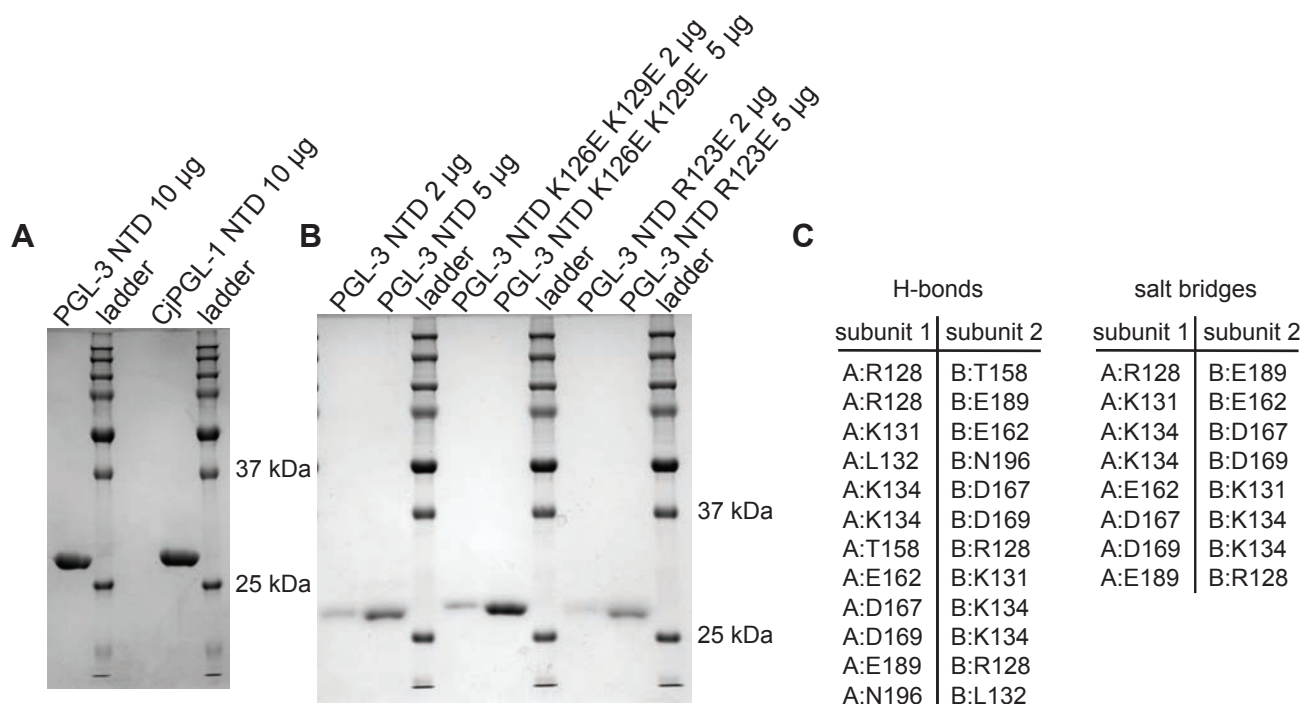 A
PGL-3 NTD 10 µg
ladder
CjPGL-1 NTD 10 µg
ladder
37 kDa
25 kDa
B
PGL-3 NTD 2 µg
PGL-3 NTD 5 µg
ladder
PGL-3 NTD K126E K129E 2 µg
PGL-3 NTD K126E K129E 5 µg
ladder
PGL-3 NTD R123E 2 µg
PGL-3 NTD R123E 5 µg
ladder
37 kDa
25 kDa
C
H-bonds
subunit 1 subunit 2
A:R128 B:T158
A:R128 B:E189
A:K131 B:E162
A:L132 B:N196
A:K134 B:D167
A:K134 B:D169
A:T158 B:R128
A:E162 B:K131
A:D167 B:K134
A:D169 B:K134
A:E189 B:R128
A:N196 B:L132
salt bridges
subunit 1 subunit 2
A:R128 B:E189
A:K131 B:E162
A:K134 B:D167
A:K134 B:D169
A:E162 B:K131
A:D167 B:K134
A:D169 B:K134
A:E189 B:R128